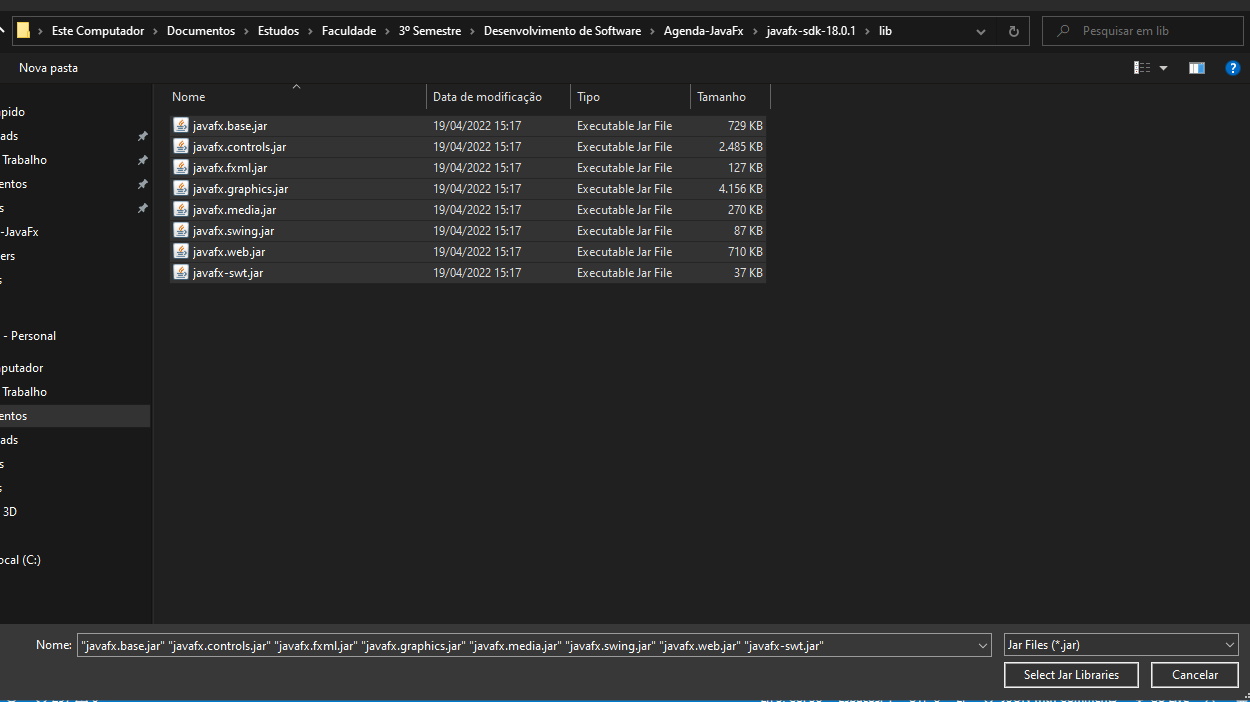 Este Computador > Documentos > Estudos > Faculdade > 3º Semestre > Desenvolvimento de Software > Agenda-JavaFx > javafx-sdk-18.0.1 > lib
Pesquisar em lib
Nova pasta
?
Nome Data de modificação Tipo Tamanho
javafx.base.jar 19/04/2022 15:17 Executable Jar File 729 KB
javafx.controls.jar 19/04/2022 15:17 Executable Jar File 2.485 KB
javafx.fxml.jar 19/04/2022 15:17 Executable Jar File 127 KB
javafx.graphics.jar 19/04/2022 15:17 Executable Jar File 4.156 KB
javafx.media.jar 19/04/2022 15:17 Executable Jar File 270 KB
javafx.swing.jar 19/04/2022 15:17 Executable Jar File 87 KB
javafx.web.jar 19/04/2022 15:17 Executable Jar File 710 KB
javafx-swt.jar 19/04/2022 15:17 Executable Jar File 37 KB
pido
ads
Trabalho
entos
s
-JavaFx
ers
s
- Personal
putador
Trabalho
entos
ads
s
s
3D
ocal (C:)
Nome: "javafx.base.jar" "javafx.controls.jar" "javafx.fxml.jar" "javafx.graphics.jar" "javafx.media.jar" "javafx.swing.jar" "javafx.web.jar" "javafx-swt.jar"
Jar Files (*.jar)
Select Jar Libraries
Cancelar